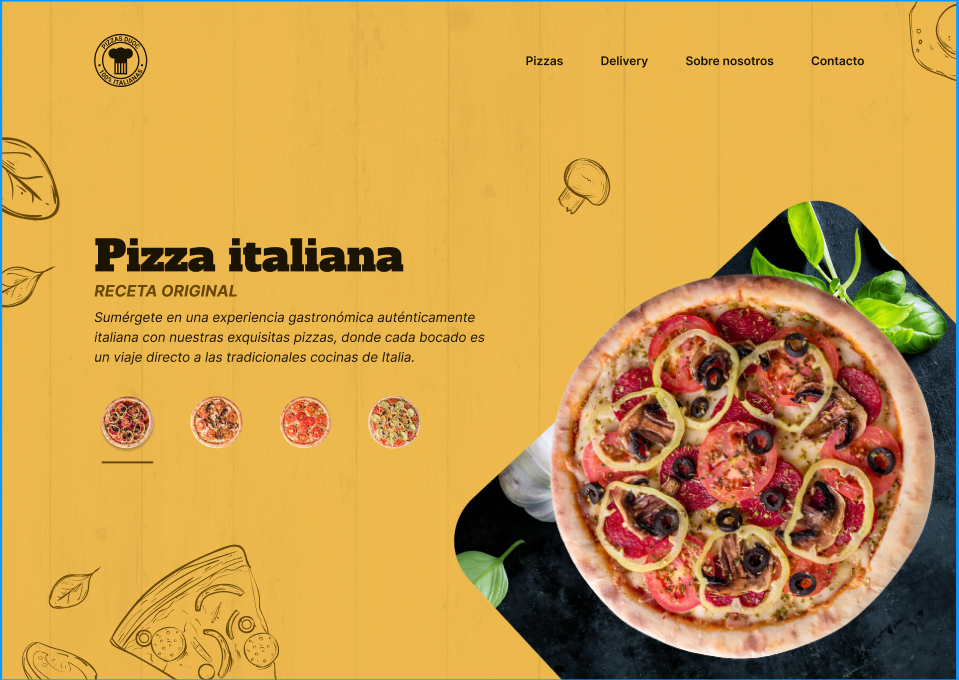 PIZZAS DUOC
100% ITALIANAS
Pizzas
Delivery
Sobre nosotros
Contacto
Pizza italiana
RECETA ORIGINAL
Sumérgete en una experiencia gastronómica auténticamente
italiana con nuestras exquisitas pizzas, donde cada bocado es
un viaje directo a las tradicionales cocinas de Italia.